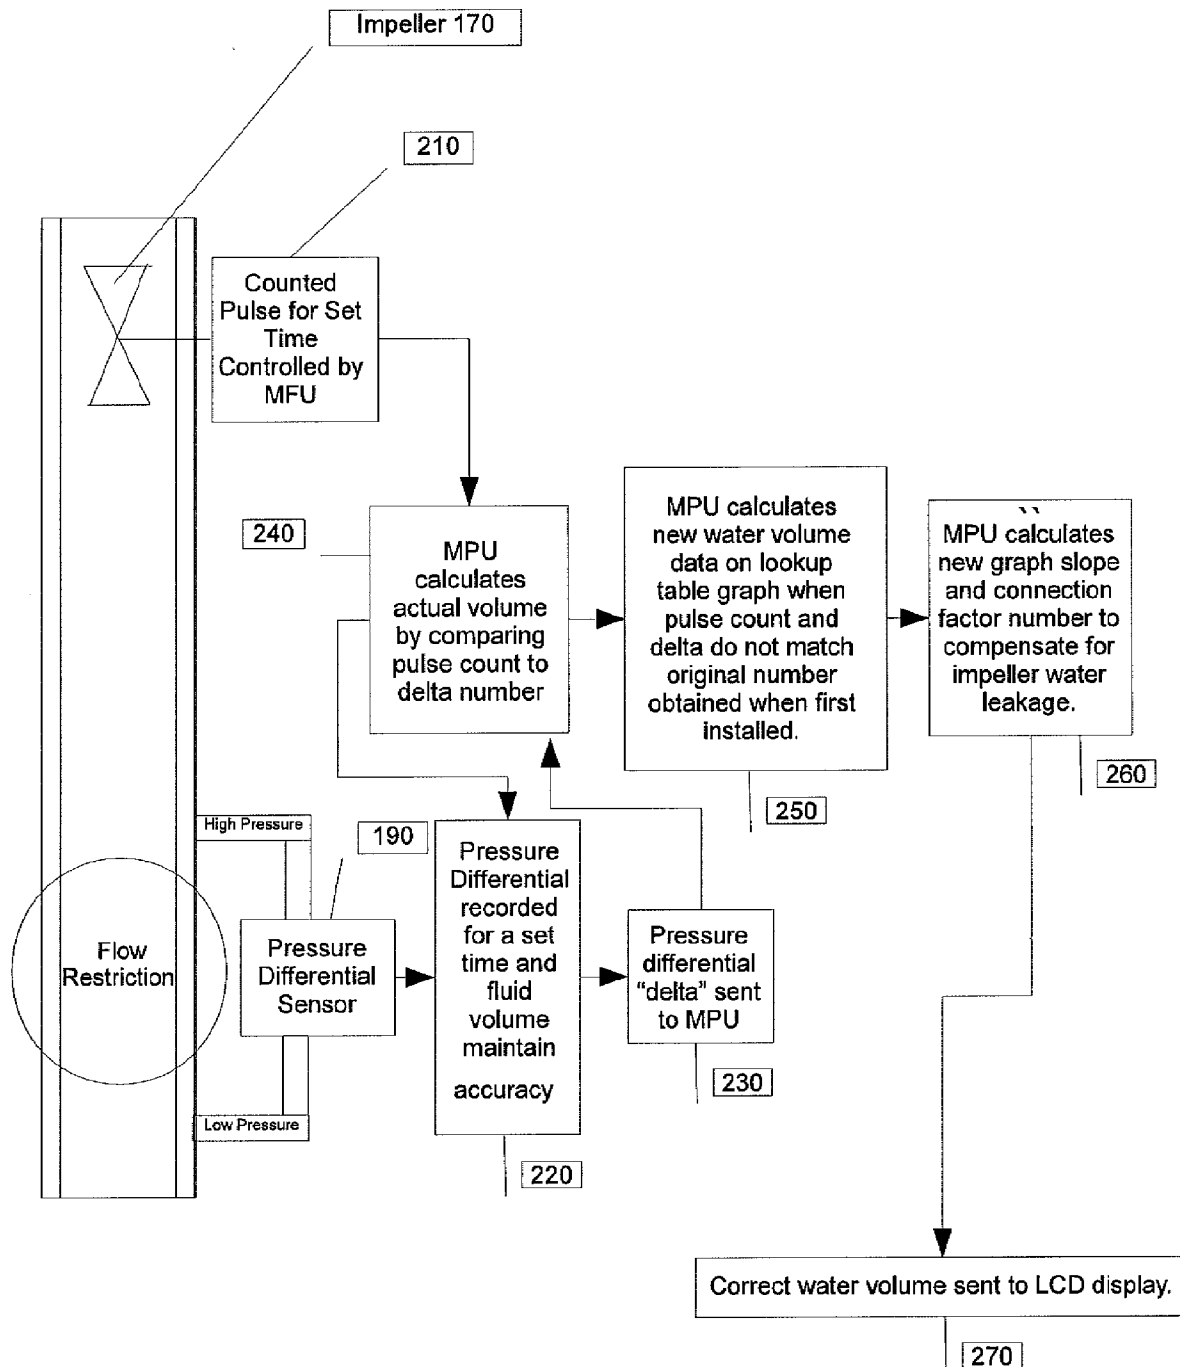 Impeller 170
210
Counted
Pulse for Set
Time
Controlled by
MFU
240
MPU
calculates
actual volume
by comparing
pulse count to
delta number
MPU calculates
new water volume
data on lookup
table graph when
pulse count and
delta do not match
original number
obtained when first
installed.
250
MPU calculates
new graph slope
and connection
factor number to
compensate for
impeller water
leakage.
260
High Pressure
190
Flow
Restriction
Pressure
Differential
Sensor
Low Pressure
Pressure
Differential
recorded
for a set
time and
fluid
volume
maintain
accuracy
220
Pressure
differential
“delta” sent
to MPU
230
Correct water volume sent to LCD display.
270